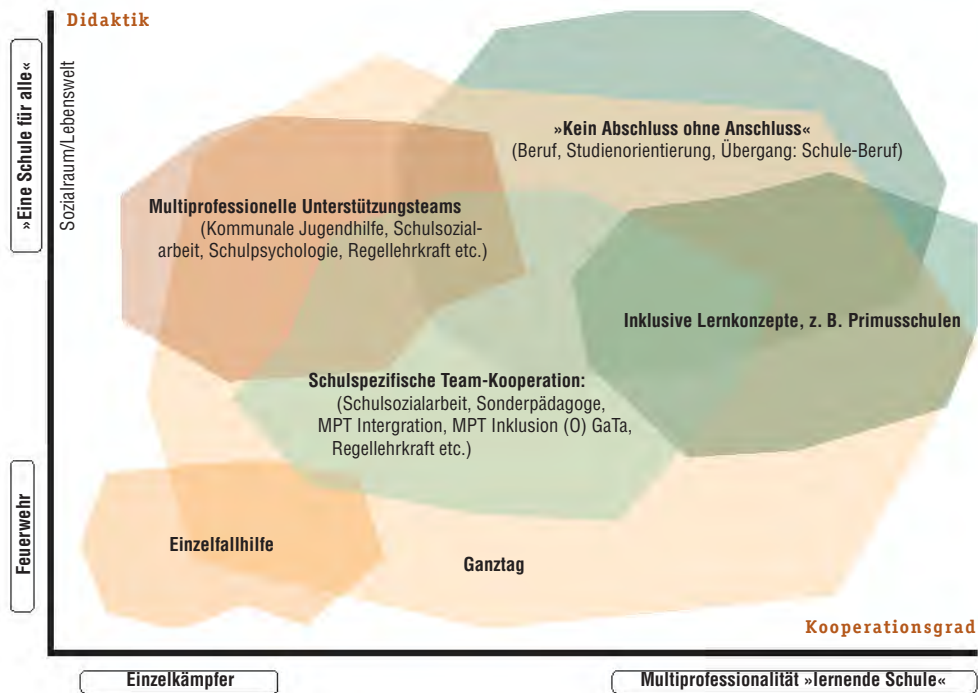 Didaktik
»Eine Schule für alle«
Sozialraum/Lebenswelt
»Kein Abschluss ohne Anschluss«
(Beruf, Studienorientierung, Übergang: Schule-Beruf)
Multiprofessionelle Unterstützungsteams
(Kommunale Jugendhilfe, Schulsozial-
arbeit, Schulpsychologie, Regellehrkraft etc.)
Inklusive Lernkonzepte, z. B. Primusschulen
Schulspezifische Team-Kooperation:
(Schulsozialarbeit, Sonderpädagoge,
MPT Intergration, MPT Inklusion (O) GaTa,
Regellehrkraft etc.)
Feuerwehr
Einzelfallhilfe
Ganztag
Kooperationsgrad
Einzelkämpfer
Multiprofessionalität »lernende Schule«